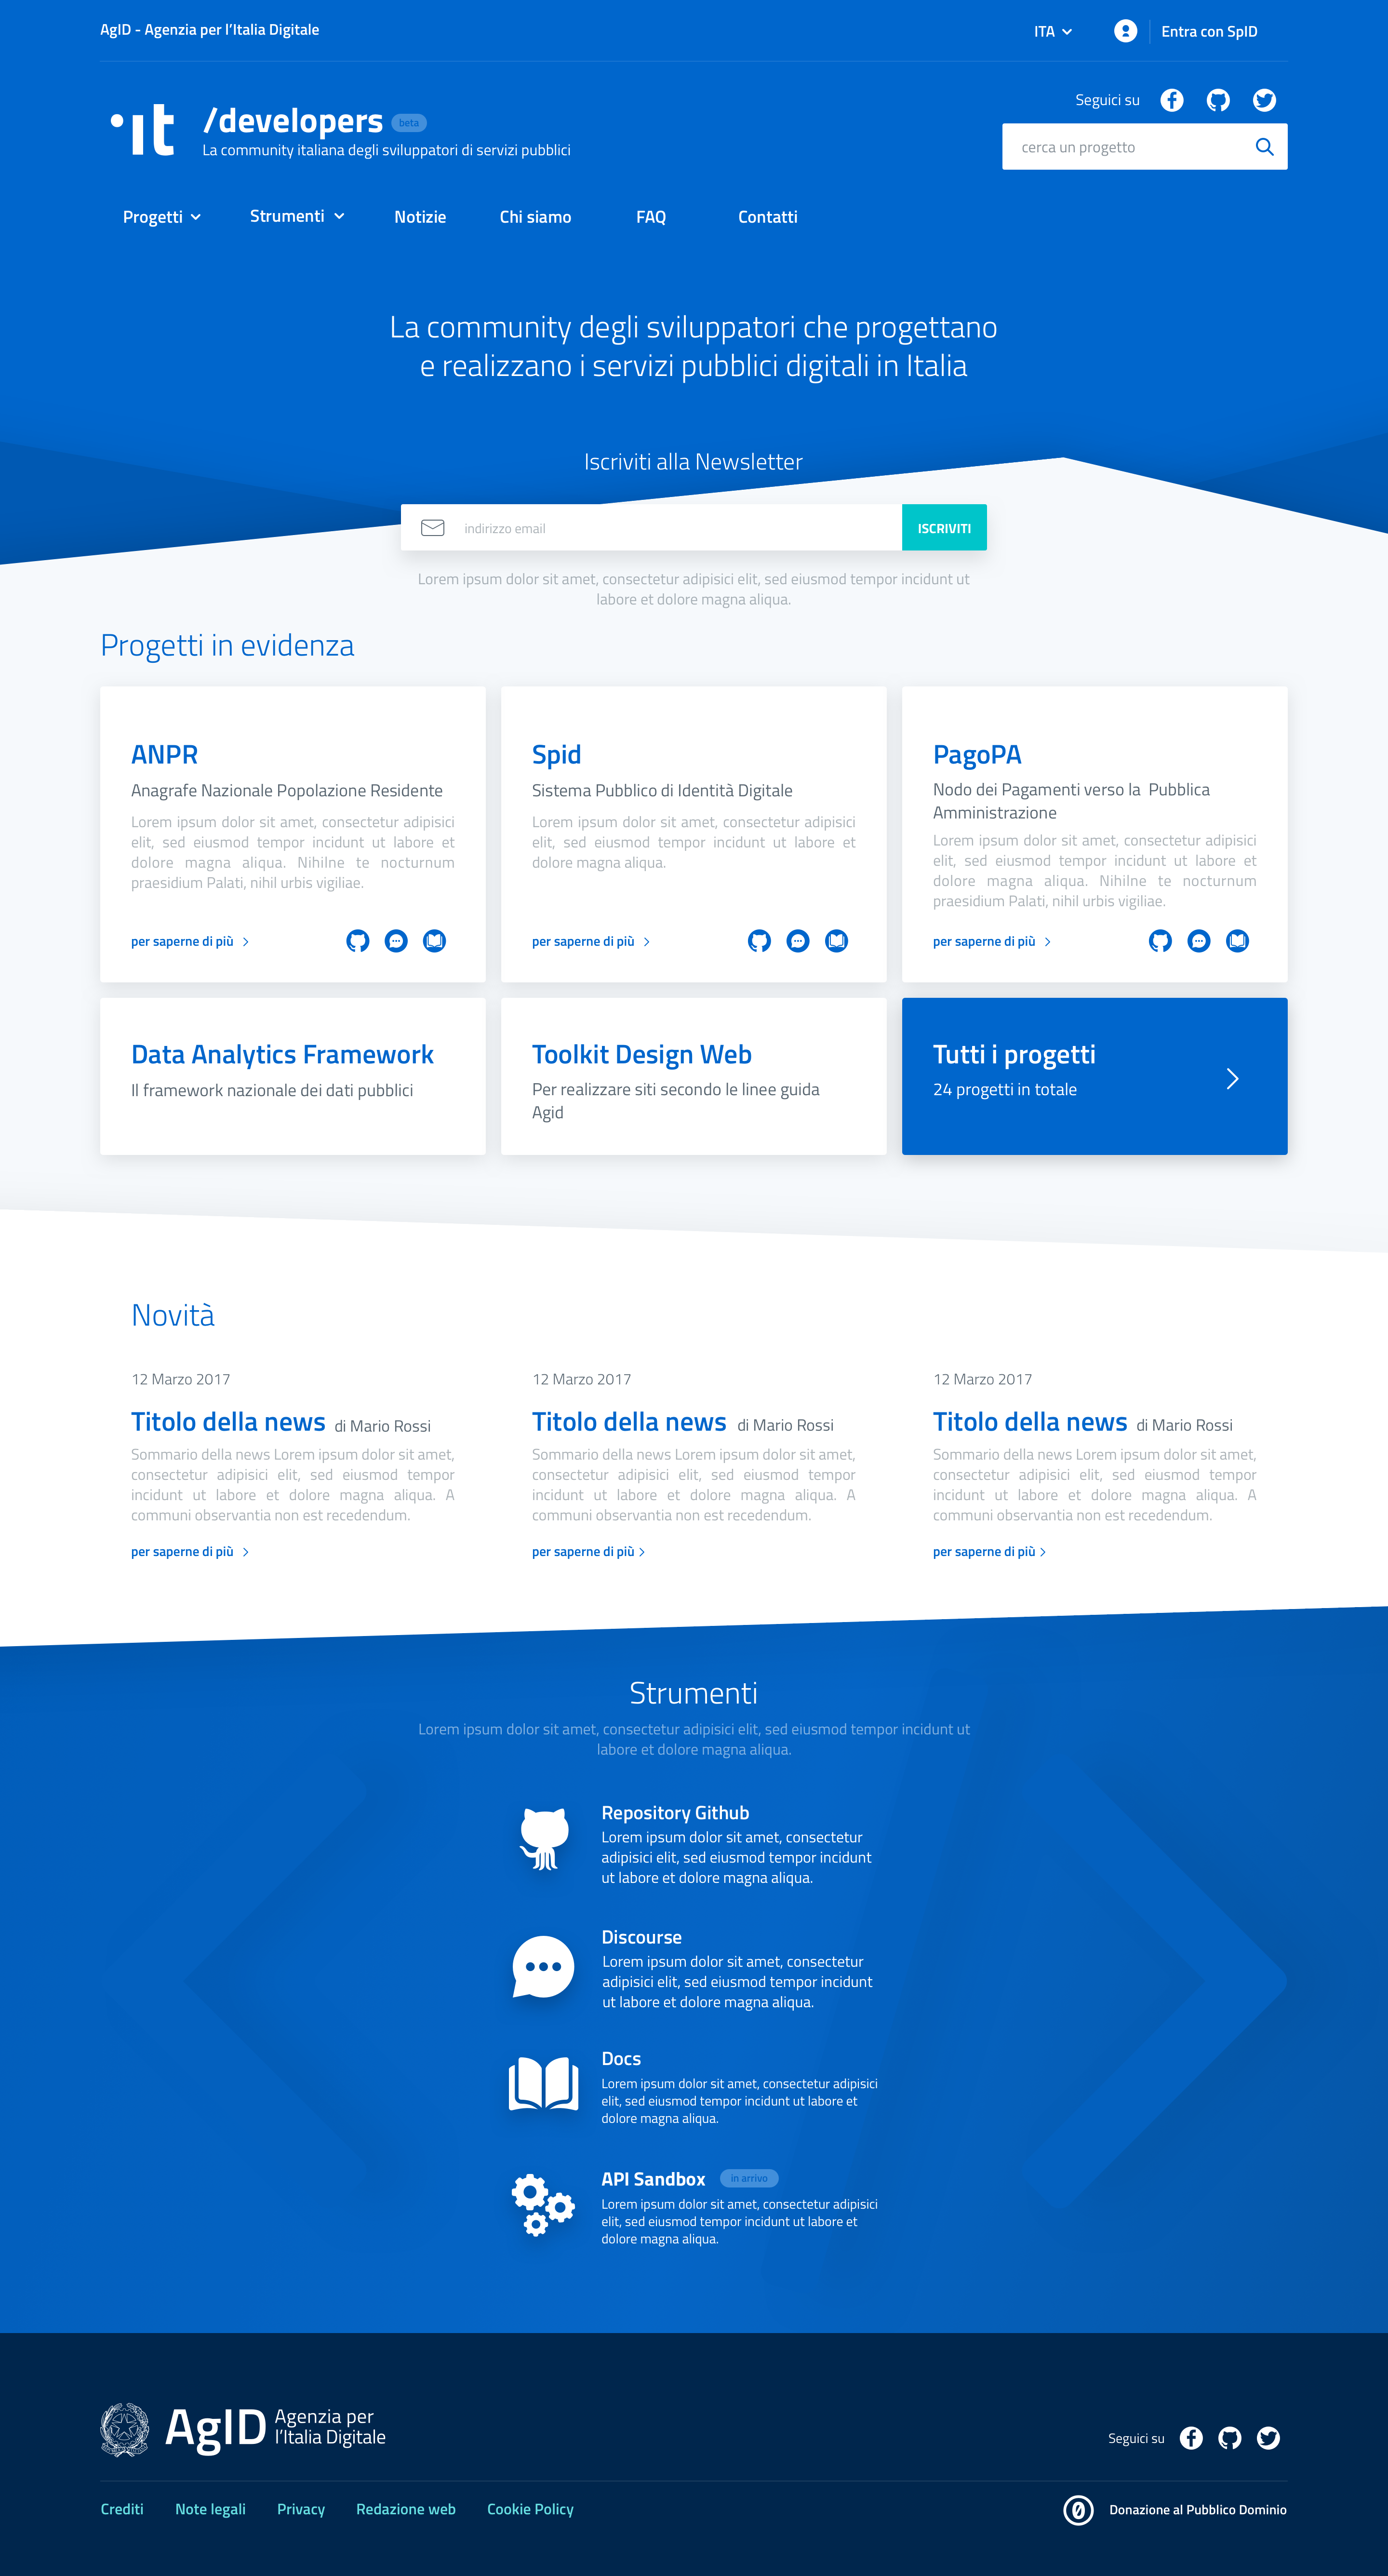 AgID - Agenzia per l’Italia Digitale
ITA
Entra con SpID
Seguici su
.it
/developers beta
La community italiana degli sviluppatori di servizi pubblici
cerca un progetto
Progetti Strumenti Notizie Chi siamo FAQ Contatti
La community degli sviluppatori che progettano
e realizzano i servizi pubblici digitali in Italia
Iscriviti alla Newsletter
indirizzo email
ISCRIVITI
Lorem ipsum dolor sit amet, consectetur adipisici elit, sed eiusmod tempor incidunt ut
labore et dolore magna aliqua.
Progetti in evidenza
ANPR
Anagrafe Nazionale Popolazione Residente
Lorem ipsum dolor sit amet, consectetur adipisici
elit, sed eiusmod tempor incidunt ut labore et
dolore magna aliqua. Nihilne te nocturnum
praesidium Palati, nihil urbis vigiliae.
per saperne di più
Spid
Sistema Pubblico di Identità Digitale
Lorem ipsum dolor sit amet, consectetur adipisici
elit, sed eiusmod tempor incidunt ut labore et
dolore magna aliqua.
per saperne di più
PagoPA
Nodo dei Pagamenti verso la Pubblica
Amministrazione
Lorem ipsum dolor sit amet, consectetur adipisici
elit, sed eiusmod tempor incidunt ut labore et
dolore magna aliqua. Nihilne te nocturnum
praesidium Palati, nihil urbis vigiliae.
per saperne di più
Data Analytics Framework
Il framework nazionale dei dati pubblici
Toolkit Design Web
Per realizzare siti secondo le linee guida
Agid
Tutti i progetti
24 progetti in totale
Novità
12 Marzo 2017
Titolo della news di Mario Rossi
Sommario della news Lorem ipsum dolor sit amet,
consectetur adipisici elit, sed eiusmod tempor
incidunt ut labore et dolore magna aliqua. A
communi observantia non est recedendum.
per saperne di più
12 Marzo 2017
Titolo della news di Mario Rossi
Sommario della news Lorem ipsum dolor sit amet,
consectetur adipisici elit, sed eiusmod tempor
incidunt ut labore et dolore magna aliqua. A
communi observantia non est recedendum.
per saperne di più
12 Marzo 2017
Titolo della news di Mario Rossi
Sommario della news Lorem ipsum dolor sit amet,
consectetur adipisici elit, sed eiusmod tempor
incidunt ut labore et dolore magna aliqua. A
communi observantia non est recedendum.
per saperne di più
Strumenti
Lorem ipsum dolor sit amet, consectetur adipisici elit, sed eiusmod tempor incidunt ut
labore et dolore magna aliqua.
Repository Github
Lorem ipsum dolor sit amet, consectetur
adipisici elit, sed eiusmod tempor incidunt
ut labore et dolore magna aliqua.
Discourse
Lorem ipsum dolor sit amet, consectetur
adipisici elit, sed eiusmod tempor incidunt
ut labore et dolore magna aliqua.
Docs
Lorem ipsum dolor sit amet, consectetur adipisici
elit, sed eiusmod tempor incidunt ut labore et
dolore magna aliqua.
API Sandbox in arrivo
Lorem ipsum dolor sit amet, consectetur adipisici
elit, sed eiusmod tempor incidunt ut labore et
dolore magna aliqua.
AgID
Agenzia per
l’Italia Digitale
Seguici su
Crediti Note legali Privacy Redazione web Cookie Policy
Donazione al Pubblico Dominio